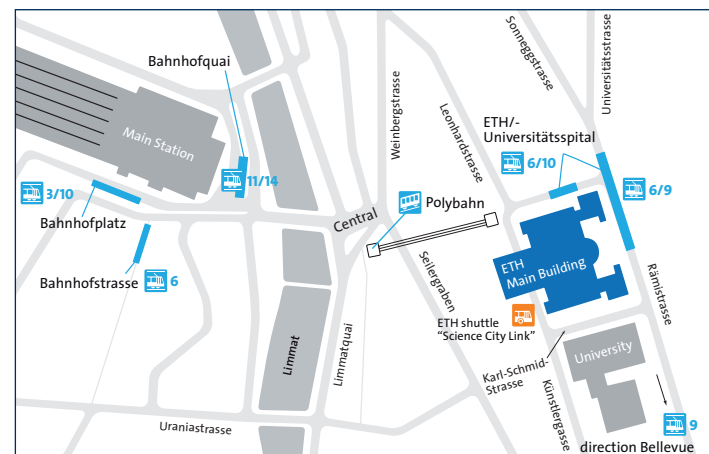 Bahnhofquai
Main Station
11/14
3/10
Bahnhofplatz
Bahnhofstrasse
6
Limmat
Limmatquai
Uraniastrasse
Central
Polybahn
Weinbergstrasse
Leonhardstrasse
Sonneggstrasse
Universitätsstrasse
ETH/-
Universitätsspital
6/10
6/9
ETH
Main Building
Seilergraben
ETH shuttle
“Science City Link”
Rämistrasse
University
Karl-Schmid-
Strasse
Künstlergasse
9
direction Bellevue